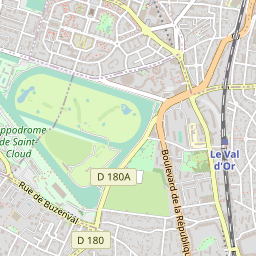 ippodrome
de Saint-
Cloud
Le Val
d'Or
D 180A
Rue de Buzenval
Boulevard de la République
D 180